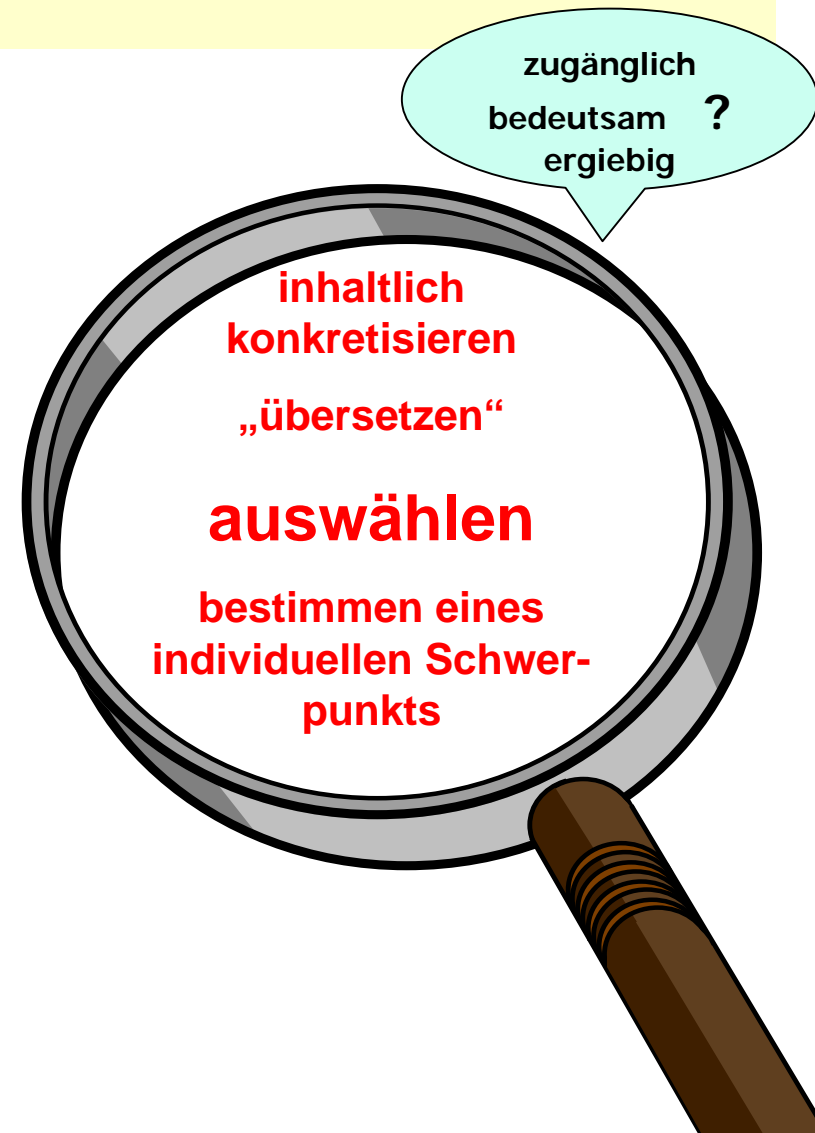 zugänglich
bedeutsam ?
ergiebig
inhaltlich
konkretisieren
„übersetzen“
auswählen
bestimmen eines
individuellen Schwer-
punkts